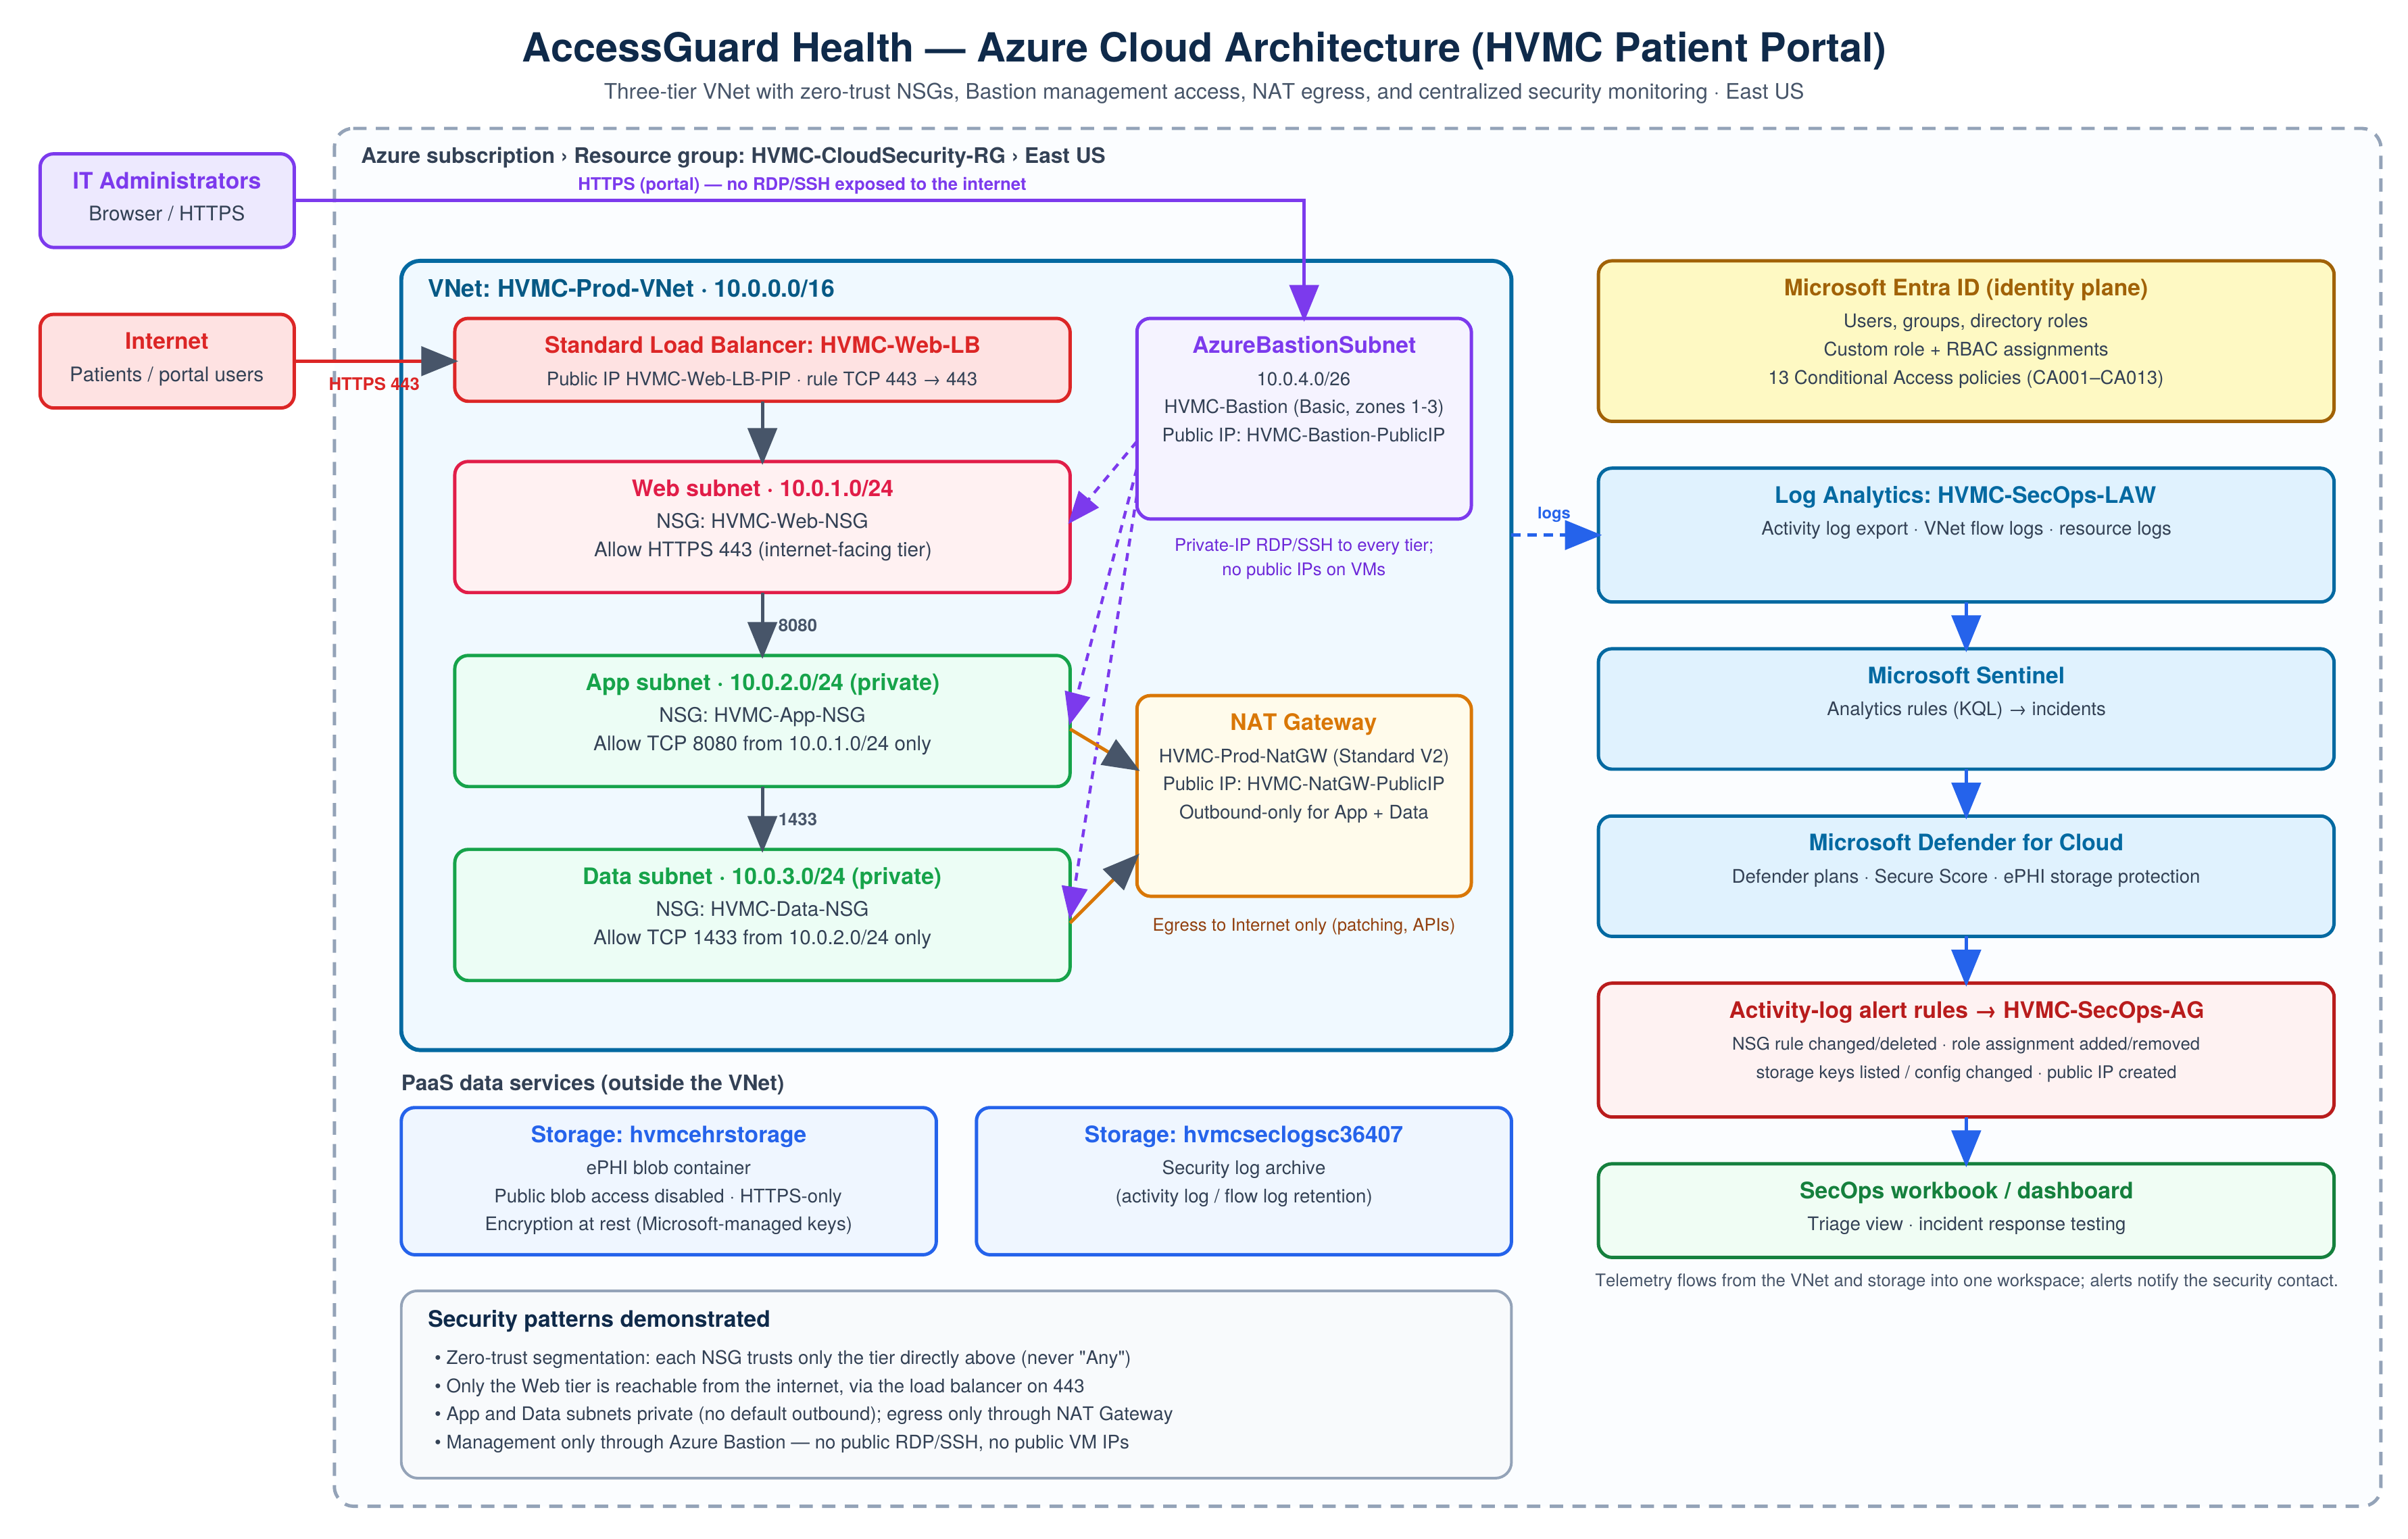 AccessGuard Health — Azure Cloud Architecture (HVMC Patient Portal)
Three-tier VNet with zero-trust NSGs, Bastion management access, NAT egress, and centralized security monitoring · East US
IT Administrators
Browser / HTTPS
Internet
Patients / portal users
HTTPS 443
Azure subscription › Resource group: HVMC-CloudSecurity-RG › East US
HTTPS (portal) — no RDP/SSH exposed to the internet
VNet: HVMC-Prod-VNet · 10.0.0.0/16
Standard Load Balancer: HVMC-Web-LB
Public IP HVMC-Web-LB-PIP · rule TCP 443 → 443
Web subnet · 10.0.1.0/24
NSG: HVMC-Web-NSG
Allow HTTPS 443 (internet-facing tier)
8080
App subnet · 10.0.2.0/24 (private)
NSG: HVMC-App-NSG
Allow TCP 8080 from 10.0.1.0/24 only
1433
Data subnet · 10.0.3.0/24 (private)
NSG: HVMC-Data-NSG
Allow TCP 1433 from 10.0.2.0/24 only
AzureBastionSubnet
10.0.4.0/26
HVMC-Bastion (Basic, zones 1-3)
Public IP: HVMC-Bastion-PublicIP
Private-IP RDP/SSH to every tier;
no public IPs on VMs
NAT Gateway
HVMC-Prod-NatGW (Standard V2)
Public IP: HVMC-NatGW-PublicIP
Outbound-only for App + Data
Egress to Internet only (patching, APIs)
logs
Microsoft Entra ID (identity plane)
Users, groups, directory roles
Custom role + RBAC assignments
13 Conditional Access policies (CA001–CA013)
Log Analytics: HVMC-SecOps-LAW
Activity log export · VNet flow logs · resource logs
Microsoft Sentinel
Analytics rules (KQL) → incidents
Microsoft Defender for Cloud
Defender plans · Secure Score · ePHI storage protection
Activity-log alert rules → HVMC-SecOps-AG
NSG rule changed/deleted · role assignment added/removed
storage keys listed / config changed · public IP created
SecOps workbook / dashboard
Triage view · incident response testing
Telemetry flows from the VNet and storage into one workspace; alerts notify the security contact.
PaaS data services (outside the VNet)
Storage: hvmcehrstorage
ePHI blob container
Public blob access disabled · HTTPS-only
Encryption at rest (Microsoft-managed keys)
Storage: hvmcseclogsc36407
Security log archive
(activity log / flow log retention)
Security patterns demonstrated
• Zero-trust segmentation: each NSG trusts only the tier directly above (never "Any")
• Only the Web tier is reachable from the internet, via the load balancer on 443
• App and Data subnets private (no default outbound); egress only through NAT Gateway
• Management only through Azure Bastion — no public RDP/SSH, no public VM IPs